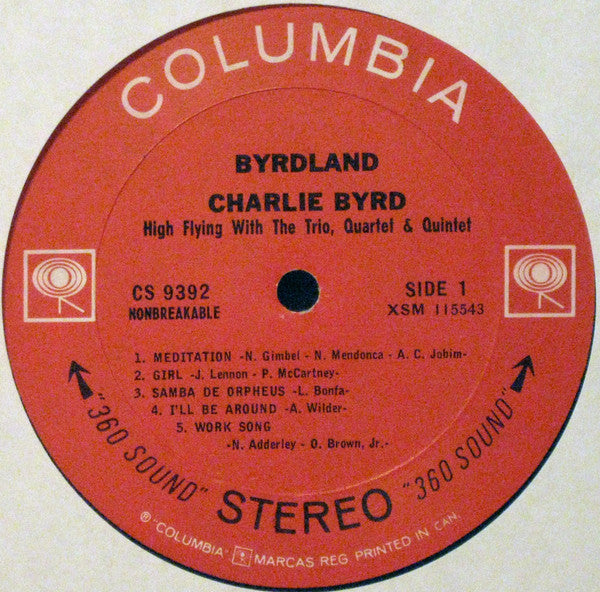 COLUMBIA
BYRDLAND
CHARLIE BYRD
High Flying With The Trio, Quartet & Quintet
CS 9392
NONBREAKABLE
SIDE 1
XSM 115543
1. MEDITATION -N. Gimbel - N. Mendonca - A. C. Jobim-
2. GIRL -J. Lennon - P. McCartney-
3. SAMBA DE ORPHEUS -L. Bonfa-
4. I'LL BE AROUND -A. Wilder-
5. WORK SONG
-N. Adderley - O. Brown, Jr.-
"360 SOUND" STEREO "360 SOUND"
® "COLUMBIA" MARCAS REG PRINTED IN CAN.